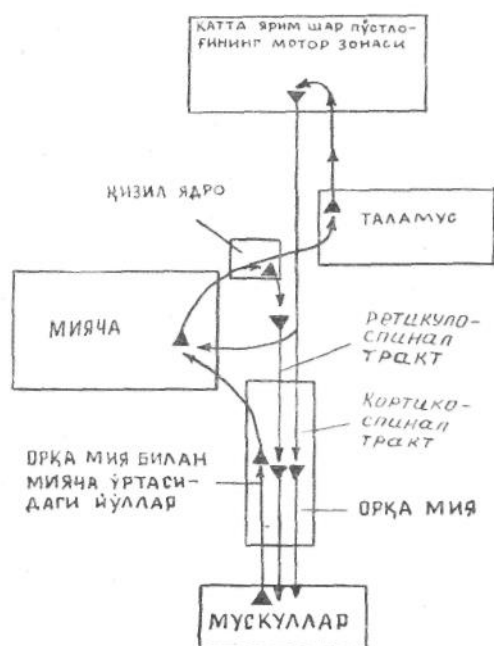 КАТТА ЯРИМ ШАР ПЎСТЛО-
ҒИНИНГ МОТОР ЗОНАСИ
ҚИЗИЛ ЯДРО
ТАЛАМУС
МИЯЧА
РЕТИКУЛО-
СПИНАЛ
ТРАКТ
КОРТИКО-
СПИНАЛ
ТРАКТ
ОРҚА МИЯ БИЛАН
МИЯЧА ЎРТАСИ-
ДАГИ ЙЎЛЛАР
ОРҚА МИЯ
МУСКУЛЛАР